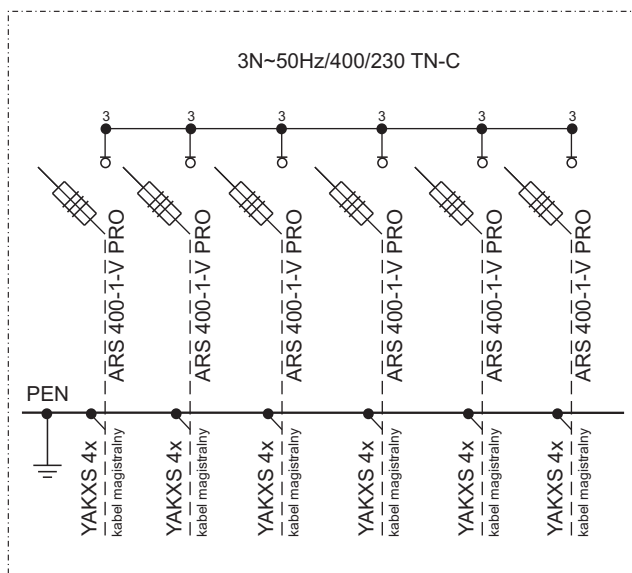 3N~50Hz/400/230 TN-C
3
3
3
3
3
3
ARS 400-1-V PRO
ARS 400-1-V PRO
ARS 400-1-V PRO
ARS 400-1-V PRO
ARS 400-1-V PRO
ARS 400-1-V PRO
PEN
YAKXS 4x
kabel magistralny
YAKXS 4x
kabel magistralny
YAKXS 4x
kabel magistralny
YAKXS 4x
kabel magistralny
YAKXS 4x
kabel magistralny
YAKXS 4x
kabel magistralny